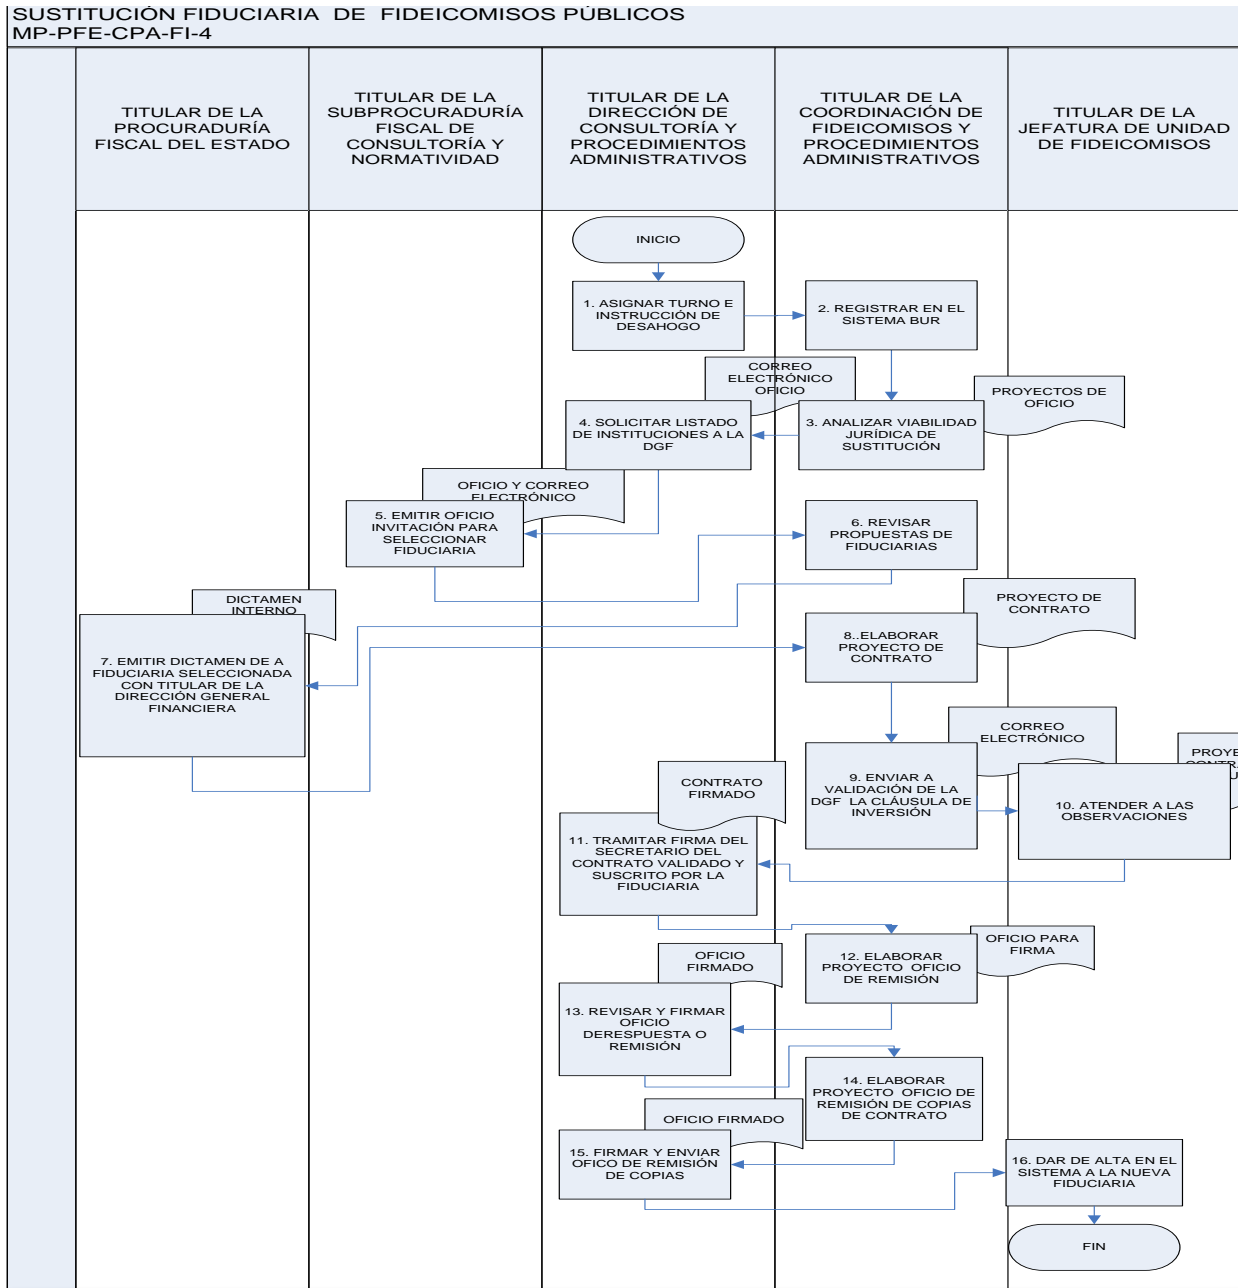 SUSTITUCIÓN FIDUCIARIA DE FIDEICOMISOS PÚBLICOS
MP-PFE-CPA-FI-4
TITULAR DE LA
PROCURADURÍA
FISCAL DEL ESTADO
TITULAR DE LA
SUBPROCURADURÍA
FISCAL DE
CONSULTORÍA Y
NORMATIVIDAD
TITULAR DE LA
DIRECCIÓN DE
CONSULTORÍA Y
PROCEDIMIENTOS
ADMINISTRATIVOS
TITULAR DE LA
COORDINACIÓN DE
FIDEICOMISOS Y
PROCEDIMIENTOS
ADMINISTRATIVOS
TITULAR DE LA
JEFATURA DE UNIDAD
DE FIDEICOMISOS
INICIO
1. ASIGNAR TURNO E
INSTRUCCIÓN DE
DESAHOGO
2. REGISTRAR EN EL
SISTEMA BUR
CORREO
ELECTRÓNICO
OFICIO
PROYECTOS DE
OFICIO
4. SOLICITAR LISTADO
DE INSTITUCIONES A LA
DGF
3. ANALIZAR VIABILIDAD
JURÍDICA DE
SUSTITUCIÓN
OFICIO Y CORREO
ELECTRÓNICO
5. EMITIR OFICIO
INVITACIÓN PARA
SELECCIONAR
FIDUCIARIA
6. REVISAR
PROPUESTAS DE
FIDUCIARIAS
DICTAMEN
INTERNO
PROYECTO DE
CONTRATO
7. EMITIR DICTAMEN DE A
FIDUCIARIA SELECCIONADA
CON TITULAR DE LA
DIRECCIÓN GENERAL
FINANCIERA
8..ELABORAR
PROYECTO DE
CONTRATO
CORREO
ELECTRÓNICO
9. ENVIAR A
VALIDACIÓN DE LA
DGF LA CLÁUSULA DE
INVERSIÓN
10. ATENDER A LAS
OBSERVACIONES
CONTRATO
FIRMADO
11. TRAMITAR FIRMA DEL
SECRETARIO DEL
CONTRATO VALIDADO Y
SUSCRITO POR LA
FIDUCIARIA
OFICIO PARA
FIRMA
12. ELABORAR
PROYECTO OFICIO
DE REMISIÓN
OFICIO
FIRMADO
13. REVISAR Y FIRMAR
OFICIO
DERESPUESTA O
REMISIÓN
14. ELABORAR
PROYECTO OFICIO DE
REMISIÓN DE COPIAS
DE CONTRATO
OFICIO FIRMADO
15. FIRMAR Y ENVIAR
OFICO DE REMISIÓN
DE COPIAS
16. DAR DE ALTA EN EL
SISTEMA A LA NUEVA
FIDUCIARIA
FIN